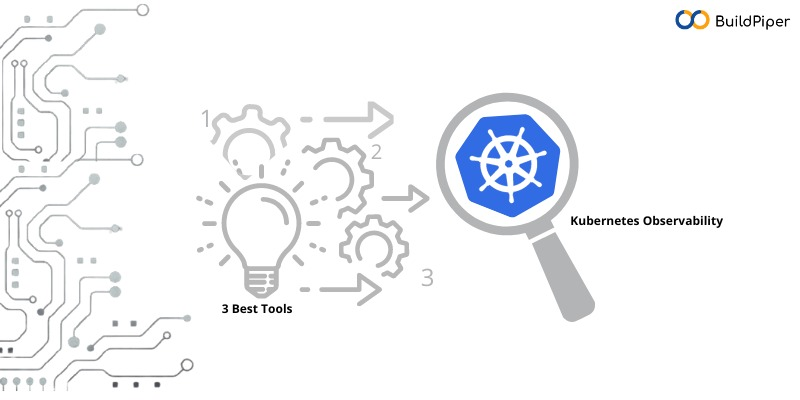 BuildPiper
1
2
Kubernetes Observability
3
3 Best Tools